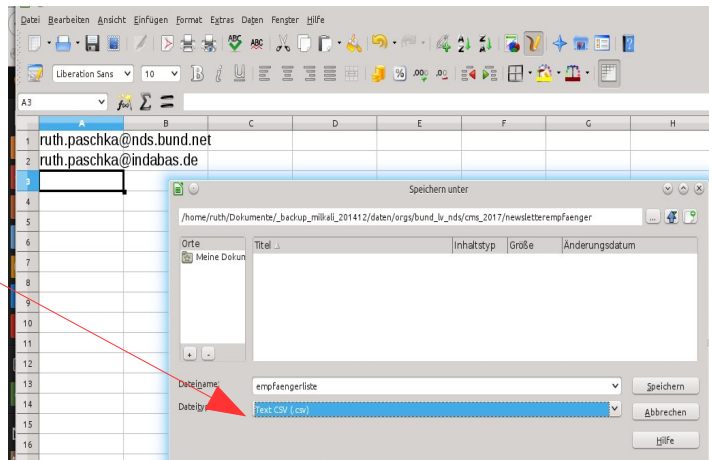 Datei Bearbeiten Ansicht Einfügen Format Extras Daten Fenster Hilfe
Liberation Sans 10
A3
A B C D E F G H
1 ruth.paschka@nds.bund.net
2 ruth.paschka@indabas.de
3
4
5
6
7
8
9
10
11
12
13
14
15
16
Speichern unter
/home/ruth/Dokumente/_backup_milkali_201412/daten/orgs/bund_lv_nds/cms_2017/newsletterempfaenger
Orte Titel Inhaltstyp Größe Änderungsdatum
Meine Dokun
Dateiname: empfaengerliste Speichern
Dateityp Text CSV (.csv) Abbrechen
Hilfe